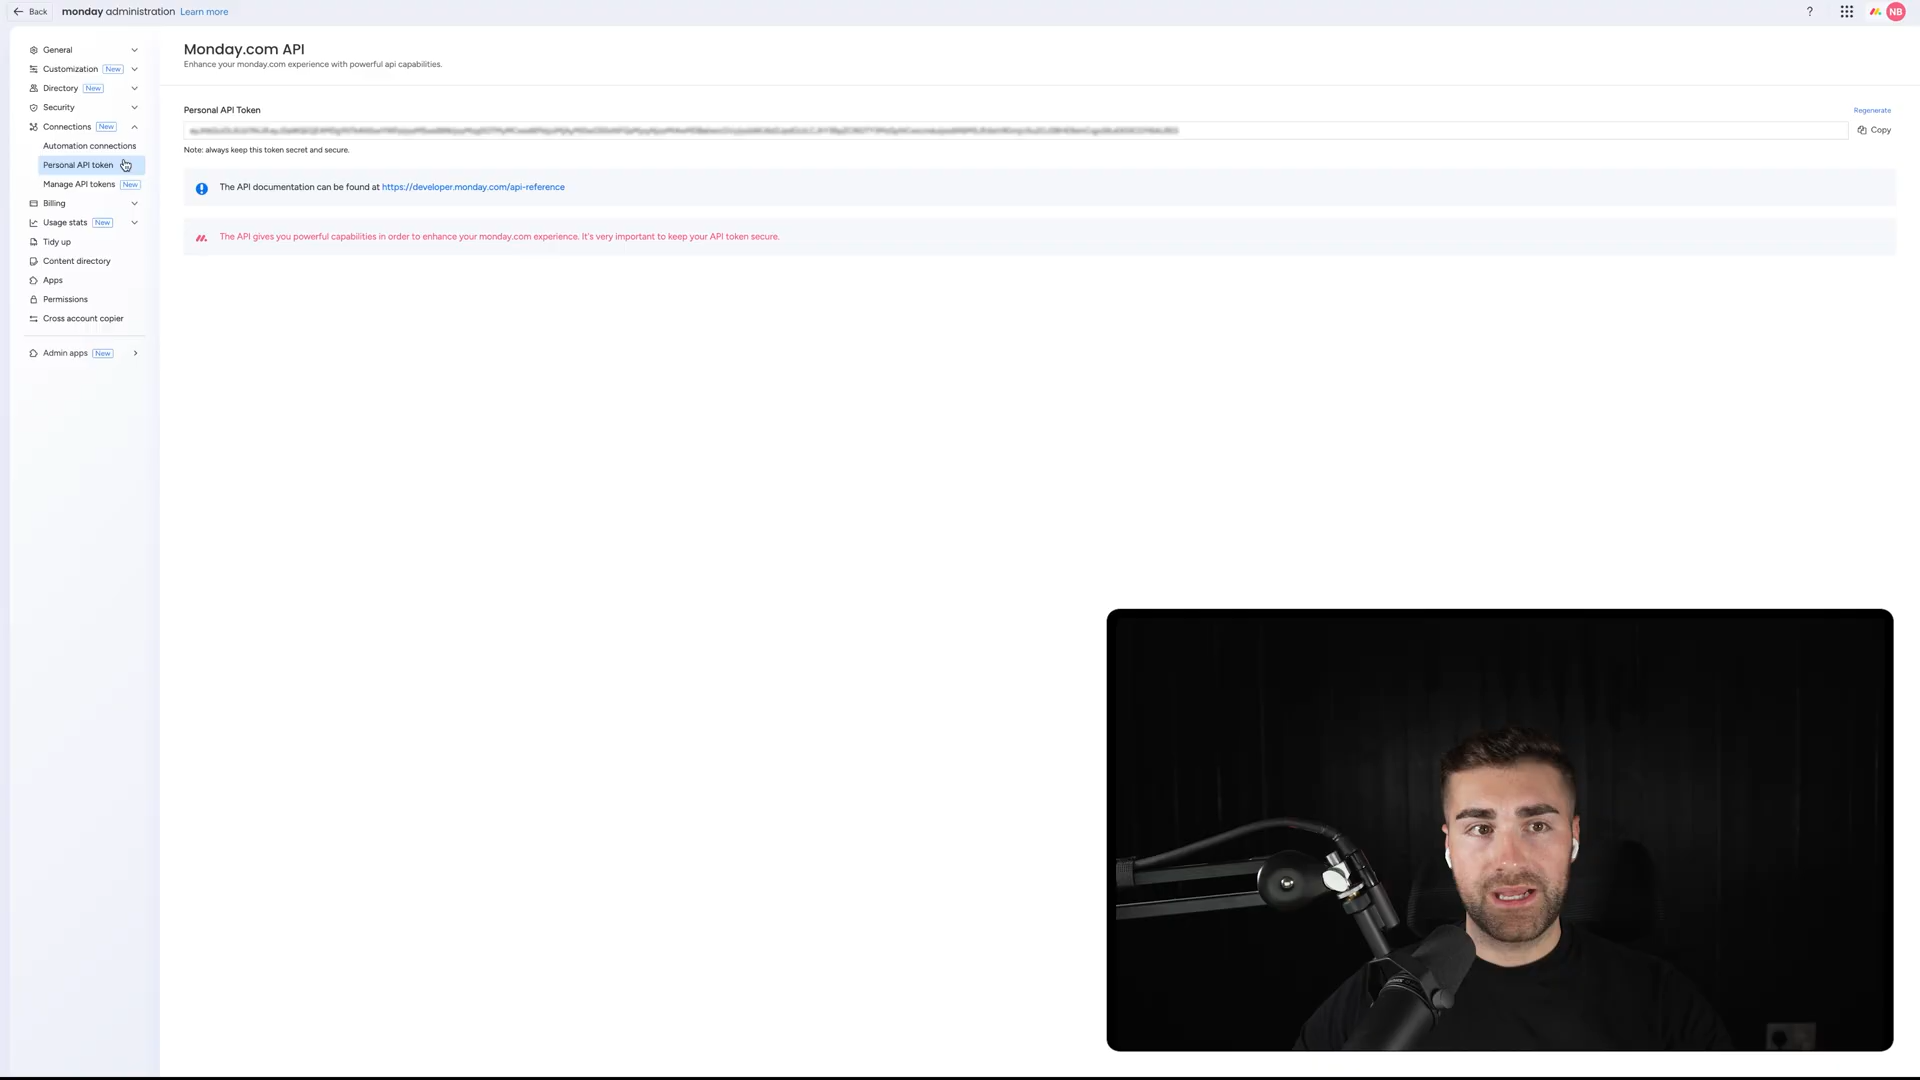 Back
monday administration Learn more
?
NB
General
Customization New
Directory New
Security
Connections New
Automation connections
Personal API token
Manage API tokens New
Billing
Usage stats New
Tidy up
Content directory
Apps
Permissions
Cross account copier
Admin apps New
Monday.com API
Enhance your monday.com experience with powerful api capabilities.
Personal API Token
Regenerate
Copy
Note: always keep this token secret and secure.
The API documentation can be found at https://developer.monday.com/api-reference
The API gives you powerful capabilities in order to enhance your monday.com experience. It's very important to keep your API token secure.